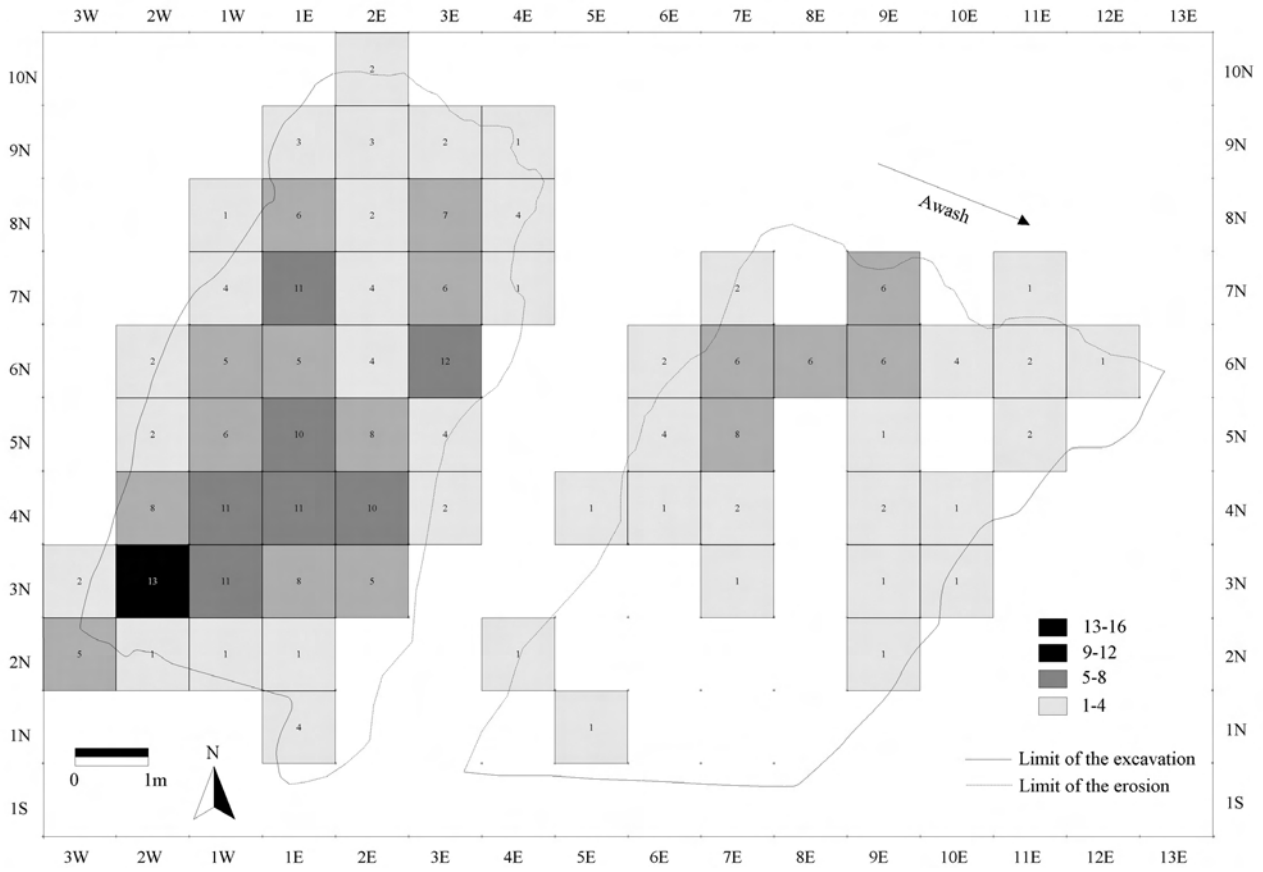 3W 2W 1W 1E 2E 3E 4E 5E 6E 7E 8E 9E 10E 11E 12E 13E
2
10N 10N
3 3 2 1
9N 9N
1 6 2 7 4
8N Awash 8N
4 11 4 6 1 2 6 1
7N 7N
2 5 5 4 12 2 6 6 6 4 2 1
6N 6N
2 6 10 8 4 4 8 1 2
5N 5N
8 11 11 10 2 1 1 2 2 1
4N 4N
2 13 11 8 5 1 1 1
3N 3N
13-16
9-12
5 1 1 1 1 1
2N 2N
5-8
1-4
4 1
1N 1N
N
Limit of the excavation
0 1m
Limit of the erosion
1S 1S
3W 2W 1W 1E 2E 3E 4E 5E 6E 7E 8E 9E 10E 11E 12E 13E